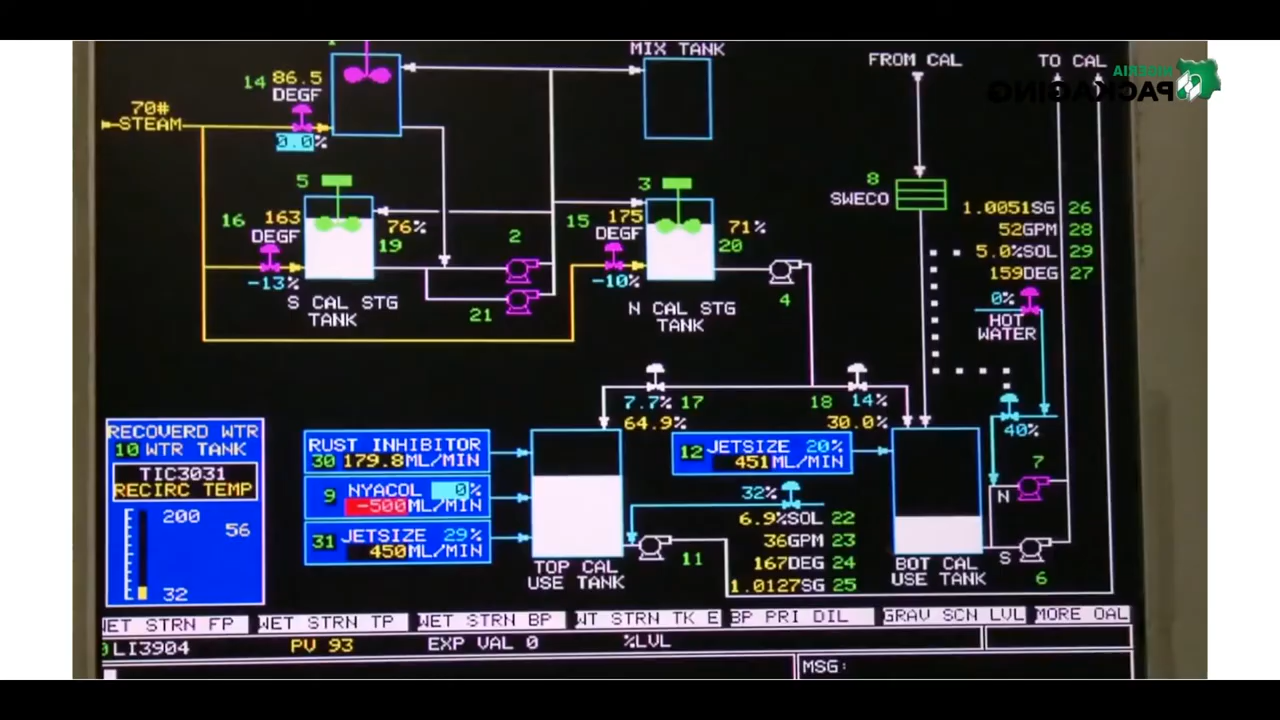 MIX TANK
FROM CAL
TO CAL
NIGERIA
PACKAGING
14 86.5
DEGF
70#
STEAM
0.0%
5
3
8
SWECO
16 163
DEGF
76%
19
2
15 175
DEGF
71%
20
1.0051SG 26
52GPM 28
5.0%SOL 29
159DEG 27
-13%
-10%
4
0%
HOT
WATER
S CAL STG
TANK
21
N CAL STG
TANK
7.7% 17
64.9%
18 14%
30.0%
40%
RECOVERD WTR
10 WTR TANK
TIC3031
RECIRC TEMP
200
56
32
RUST INHIBITOR
30 179.8ML/MIN
9 NYACOL 0%
-500ML/MIN
31 JETSIZE 29%
450ML/MIN
12 JETSIZE 20%
451ML/MIN
7
N
32%
6.9%SOL 22
36GPM 23
167DEG 24
1.0127SG 25
11
S
6
TOP CAL
USE TANK
BOT CAL
USE TANK
WET STRN FP
WET STRN TP
WET STRN BP
WT STRN TK E
BP PRI DIL
GRAV SCN LVL
MORE OAL
LI3904
PV 93
EXP VAL 0
%LVL
MSG: